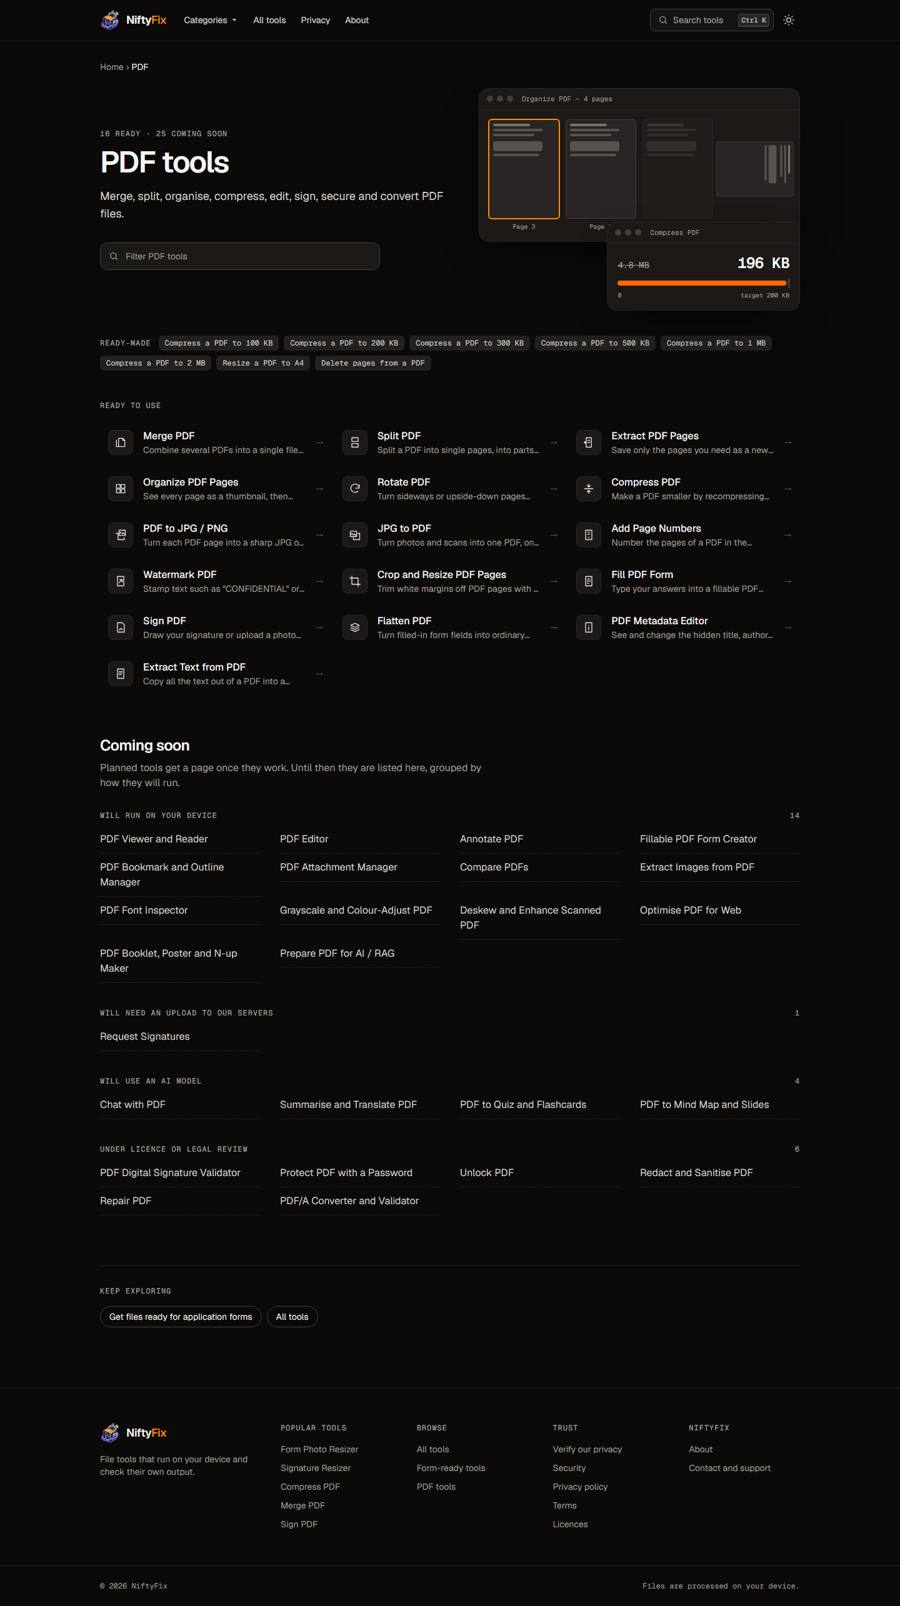 NiftyFix
Categories
All tools
Privacy
About
Search tools
Ctrl K
Home › PDF
16 READY · 25 COMING SOON
PDF tools
Merge, split, organise, compress, edit, sign, secure and convert PDF
files.
Filter PDF tools
Organize PDF — 4 pages
Page 3
Page
Compress PDF
4.8 MB
196 KB
0
target 200 KB
READY-MADE
Compress a PDF to 100 KB
Compress a PDF to 200 KB
Compress a PDF to 300 KB
Compress a PDF to 500 KB
Compress a PDF to 1 MB
Compress a PDF to 2 MB
Resize a PDF to A4
Delete pages from a PDF
READY TO USE
Merge PDF
Combine several PDFs into a single file…
Split PDF
Split a PDF into single pages, into parts…
Extract PDF Pages
Save only the pages you need as a new…
Organize PDF Pages
See every page as a thumbnail, then…
Rotate PDF
Turn sideways or upside-down pages…
Compress PDF
Make a PDF smaller by recompressing…
PDF to JPG / PNG
Turn each PDF page into a sharp JPG o…
JPG to PDF
Turn photos and scans into one PDF, on…
Add Page Numbers
Number the pages of a PDF in the…
Watermark PDF
Stamp text such as "CONFIDENTIAL" or…
Crop and Resize PDF Pages
Trim white margins off PDF pages with …
Fill PDF Form
Type your answers into a fillable PDF…
Sign PDF
Draw your signature or upload a photo…
Flatten PDF
Turn filled-in form fields into ordinary…
PDF Metadata Editor
See and change the hidden title, author…
Extract Text from PDF
Copy all the text out of a PDF into a…
Coming soon
Planned tools get a page once they work. Until then they are listed here, grouped by
how they will run.
WILL RUN ON YOUR DEVICE
14
PDF Viewer and Reader
PDF Editor
Annotate PDF
Fillable PDF Form Creator
PDF Bookmark and Outline
Manager
PDF Attachment Manager
Compare PDFs
Extract Images from PDF
PDF Font Inspector
Grayscale and Colour-Adjust PDF
Deskew and Enhance Scanned
PDF
Optimise PDF for Web
PDF Booklet, Poster and N-up
Maker
Prepare PDF for AI / RAG
WILL NEED AN UPLOAD TO OUR SERVERS
1
Request Signatures
WILL USE AN AI MODEL
4
Chat with PDF
Summarise and Translate PDF
PDF to Quiz and Flashcards
PDF to Mind Map and Slides
UNDER LICENCE OR LEGAL REVIEW
6
PDF Digital Signature Validator
Protect PDF with a Password
Unlock PDF
Redact and Sanitise PDF
Repair PDF
PDF/A Converter and Validator
KEEP EXPLORING
Get files ready for application forms
All tools
NiftyFix
File tools that run on your device and
check their own output.
POPULAR TOOLS
Form Photo Resizer
Signature Resizer
Compress PDF
Merge PDF
Sign PDF
BROWSE
All tools
Form-ready tools
PDF tools
TRUST
Verify our privacy
Security
Privacy policy
Terms
Licences
NIFTYFIX
About
Contact and support
© 2026 NiftyFix
Files are processed on your device.